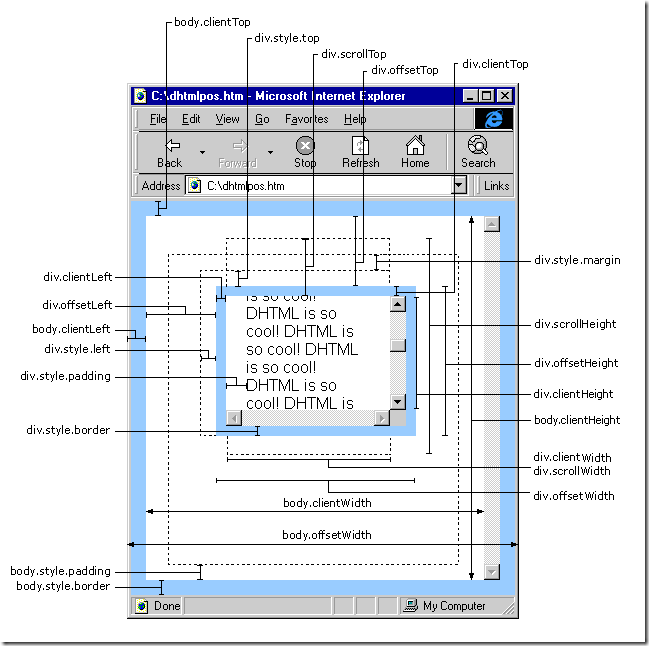 body.clientTop
div.style.top
div.scrollTop
div.clientTop
div.offsetTop
C:\dhtmlpos.htm - Microsoft Internet Explorer
File Edit View Go Favorites Help
Back Forward Stop Refresh Home Search
Address C:\dhtmlpos.htm Links
div.style.margin
div.clientLeft
div.offsetLeft
body.clientLeft
div.style.left
div.style.padding
div.style.border
is so cool!
DHTML is so
cool! DHTML is
so cool! DHTML
is so cool!
DHTML is so
cool! DHTML is
div.scrollHeight
div.offsetHeight
div.clientHeight
body.clientHeight
div.clientWidth
div.scrollWidth
div.offsetWidth
body.clientWidth
body.offsetWidth
body.style.padding
body.style.border
Done My Computer